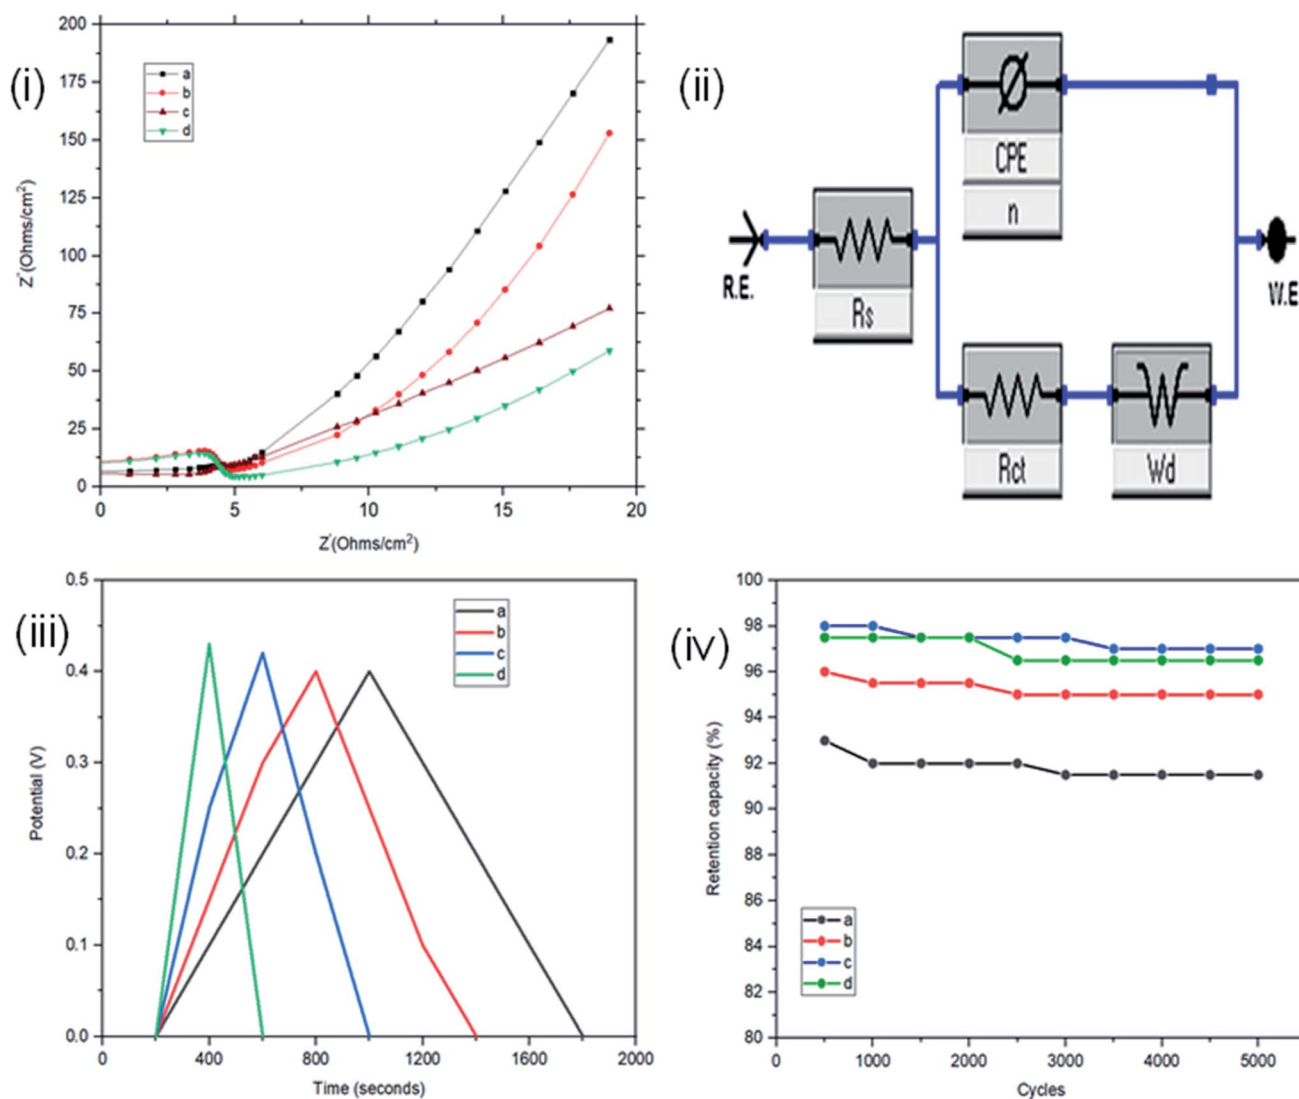 (i)
200
175
150
125
100
75
50
25
0
a
b
c
d
Z"(Ohms/cm²)
0 5 10 15 20
Z'(Ohms/cm²)
(ii)
CPE
n
R.E.
Rs
W.E
Rct
Wd
(iii)
0.5
0.4
0.3
0.2
0.1
0.0
a
b
c
d
Potential (V)
0 400 800 1200 1600 2000
Time (seconds)
(iv)
100
98
96
94
92
90
88
86
84
82
80
Retention capacity (%)
a
b
c
d
0 1000 2000 3000 4000 5000
Cycles